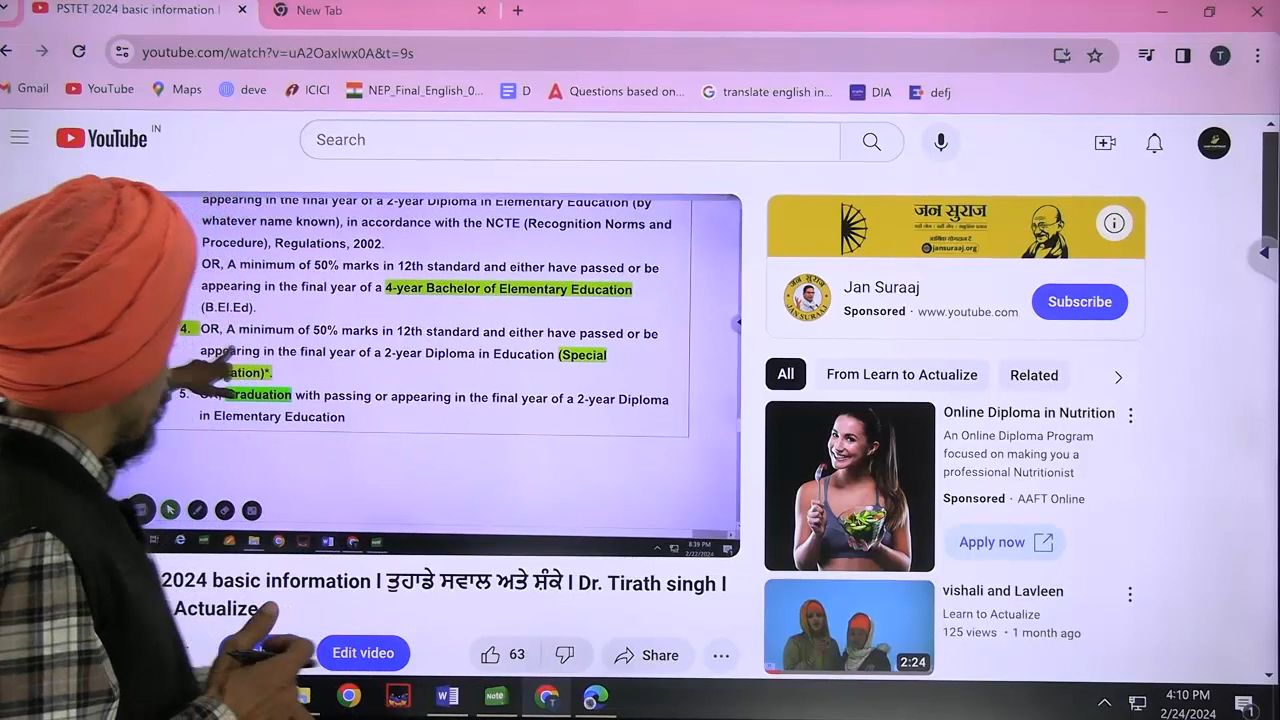 PSTET 2024 basic information
New Tab
youtube.com/watch?v=uA2OaxIwx0A&t=9s
T
Gmail
YouTube
Maps
deve
ICICI
NEP_Final_English_0...
D
Questions based on...
translate english in...
DIA
defj
YouTube IN
Search
appearing in the final year of a 2-year Diploma in Elementary Education (by
whatever name known), in accordance with the NCTE (Recognition Norms and
Procedure), Regulations, 2002.
OR, A minimum of 50% marks in 12th standard and either have passed or be
appearing in the final year of a 4-year Bachelor of Elementary Education
(B.El.Ed).
4. OR, A minimum of 50% marks in 12th standard and either have passed or be
appearing in the final year of a 2-year Diploma in Education (Special
ation)*.
5. Graduation with passing or appearing in the final year of a 2-year Diploma
in Elementary Education
8:39 PM
2/22/2024
2024 basic information l ਤੁਹਾਡੇ ਸਵਾਲ ਅਤੇ ਸ਼ੰਕੇ l Dr. Tirath singh l
Actualize
Edit video
63
Share
जन सुराज
jansuraaj.org
Jan Suraaj
Sponsored · www.youtube.com
Subscribe
All
From Learn to Actualize
Related
Online Diploma in Nutrition
An Online Diploma Program
focused on making you a
professional Nutritionist
Sponsored · AAFT Online
Apply now
vishali and Lavleen
Learn to Actualize
125 views · 1 month ago
2:24
Note
4:10 PM
2/24/2024
1